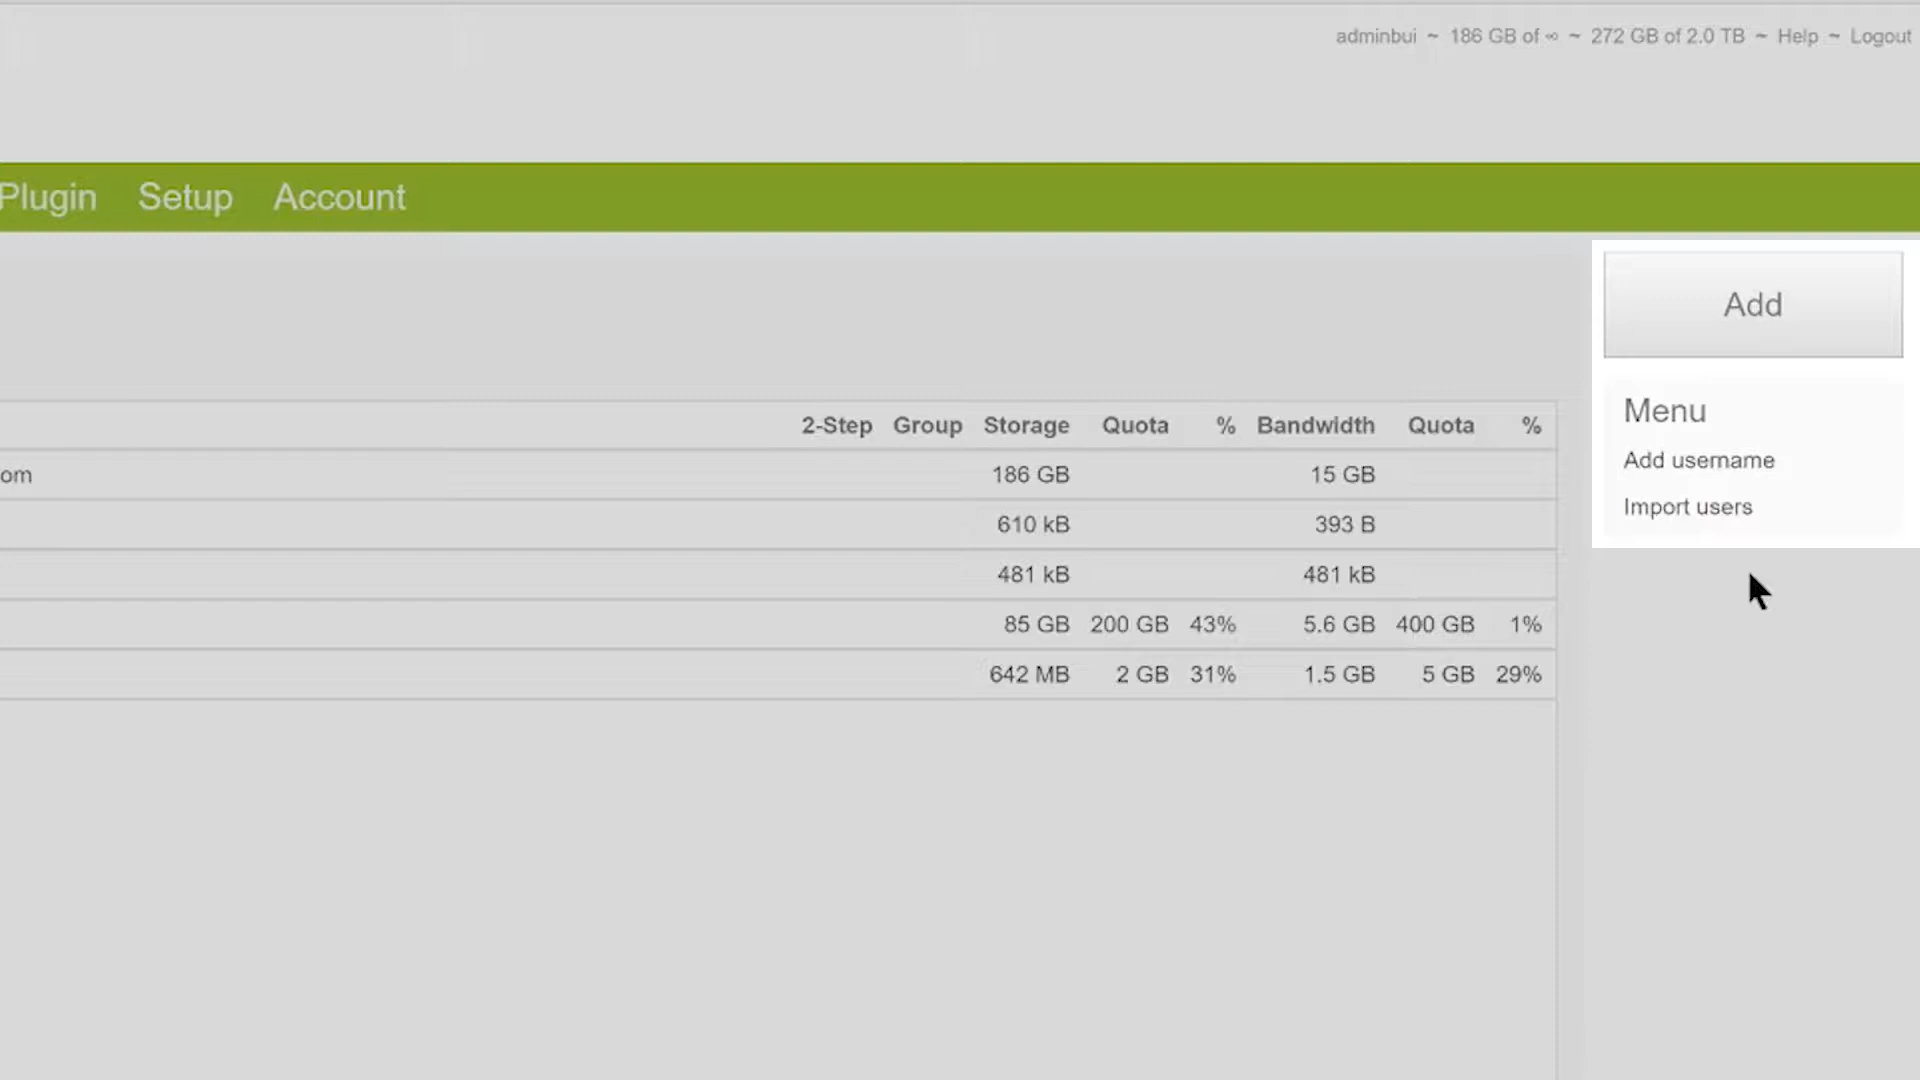 adminbui ~ 186 GB of ∞ ~ 272 GB of 2.0 TB ~ Help ~ Logout
Plugin Setup Account
Add
Menu
Add username
Import users
2-Step Group Storage Quota % Bandwidth Quota %
om 186 GB 15 GB
610 kB 393 B
481 kB 481 kB
85 GB 200 GB 43% 5.6 GB 400 GB 1%
642 MB 2 GB 31% 1.5 GB 5 GB 29%